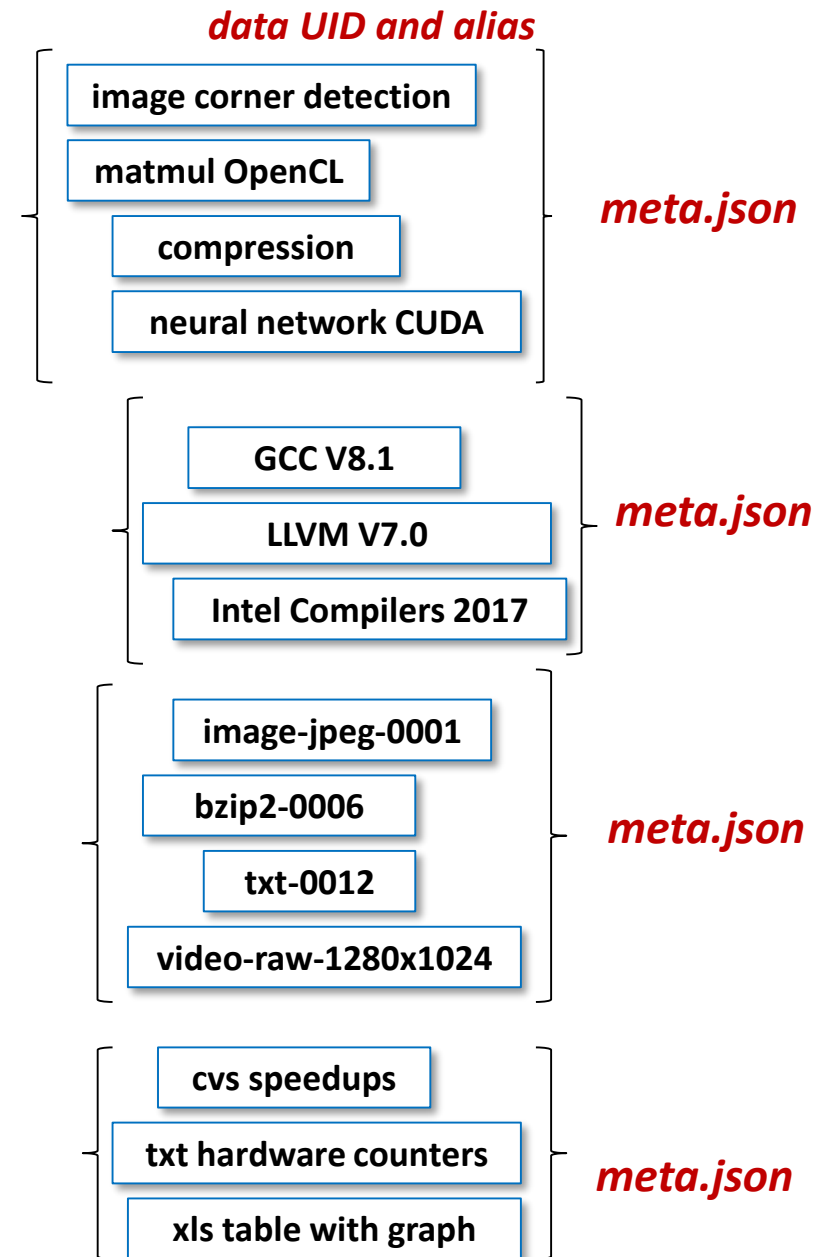 data UID and alias
image corner detection
matmul OpenCL
compression
neural network CUDA
meta.json
GCC V8.1
LLVM V7.0
Intel Compilers 2017
meta.json
image-jpeg-0001
bzip2-0006
txt-0012
video-raw-1280x1024
meta.json
cvs speedups
txt hardware counters
xls table with graph
meta.json